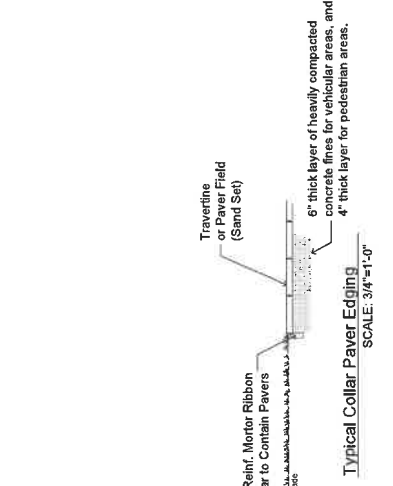 Travertine
or Paver Field
(Sand Set)
6" thick layer of heavily compacted
concrete fines for vehicular areas, and
4" thick layer for pedestrian areas.
Reinf. Mortor Ribbon
to Contain Pavers
Typical Collar Paver Edging
SCALE: 3/4"=1'-0"